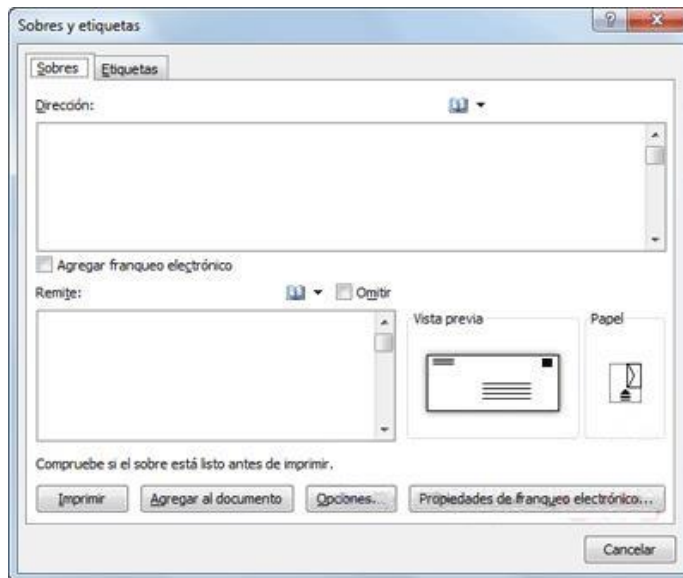 Sobres y etiquetas
Sobres Etiquetas
Dirección:
Agregar franqueo electrónico
Remite: Omitir
Vista previa Papel
Compruebe si el sobre está listo antes de imprimir.
Imprimir Agregar al documento Opciones... Propiedades de franqueo electrónico...
Cancelar